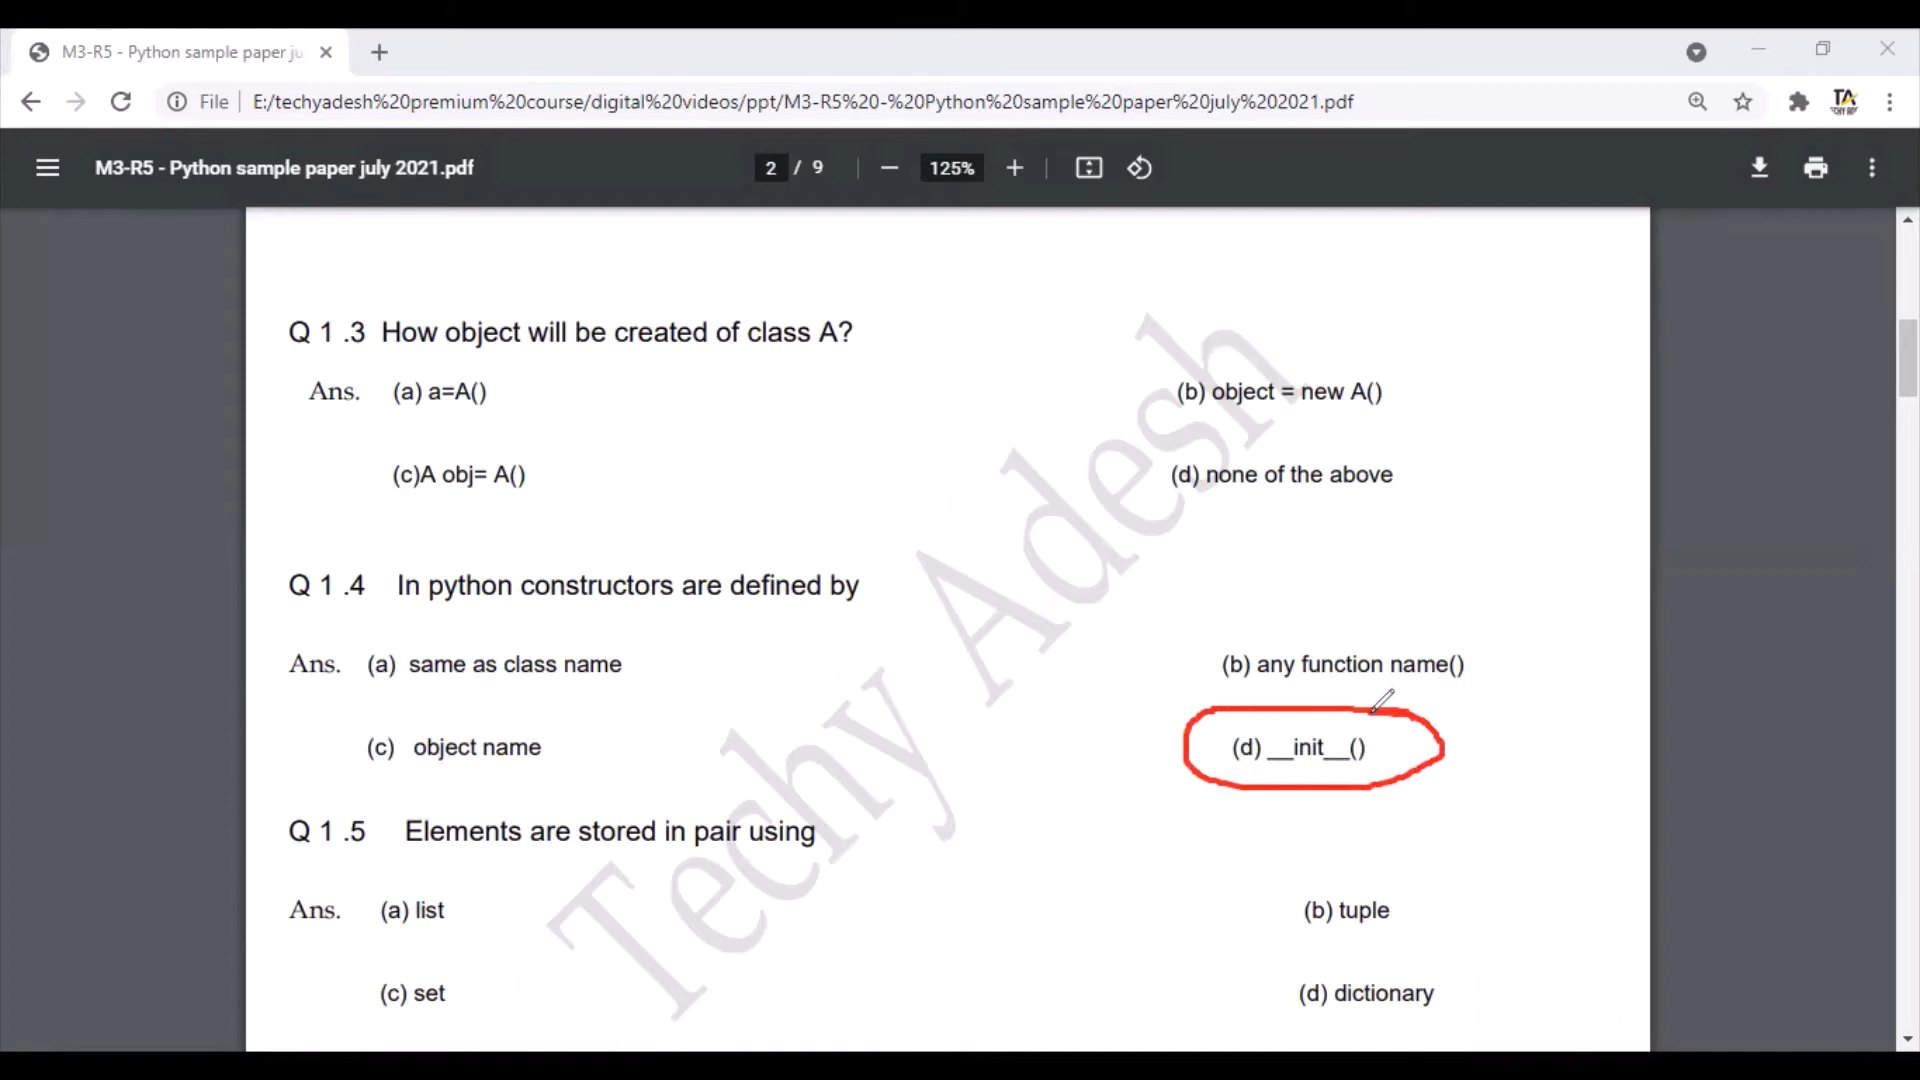 M3-R5 - Python sample paper ju
File E:/techyadesh%20premium%20course/digital%20videos/ppt/M3-R5%20-%20Python%20sample%20paper%20july%202021.pdf
TA
M3-R5 - Python sample paper july 2021.pdf
2 / 9
125%
Q 1 .3 How object will be created of class A?
Ans. (a) a=A() (b) object = new A()
(c)A obj= A() (d) none of the above
Q 1 .4 In python constructors are defined by
Ans. (a) same as class name (b) any function name()
(c) object name (d) __init__()
Q 1 .5 Elements are stored in pair using
Ans. (a) list (b) tuple
(c) set (d) dictionary
Techy Adesh